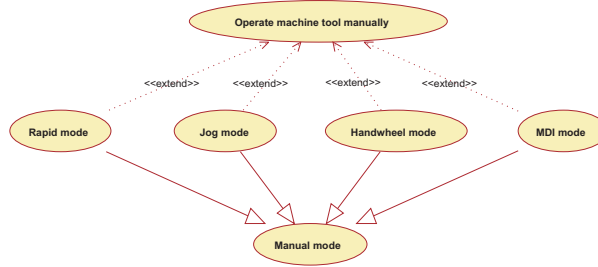 Operate machine tool manually
<<extend>> <<extend>> <<extend>> <<extend>>
Rapid mode Jog mode Handwheel mode MDI mode
Manual mode